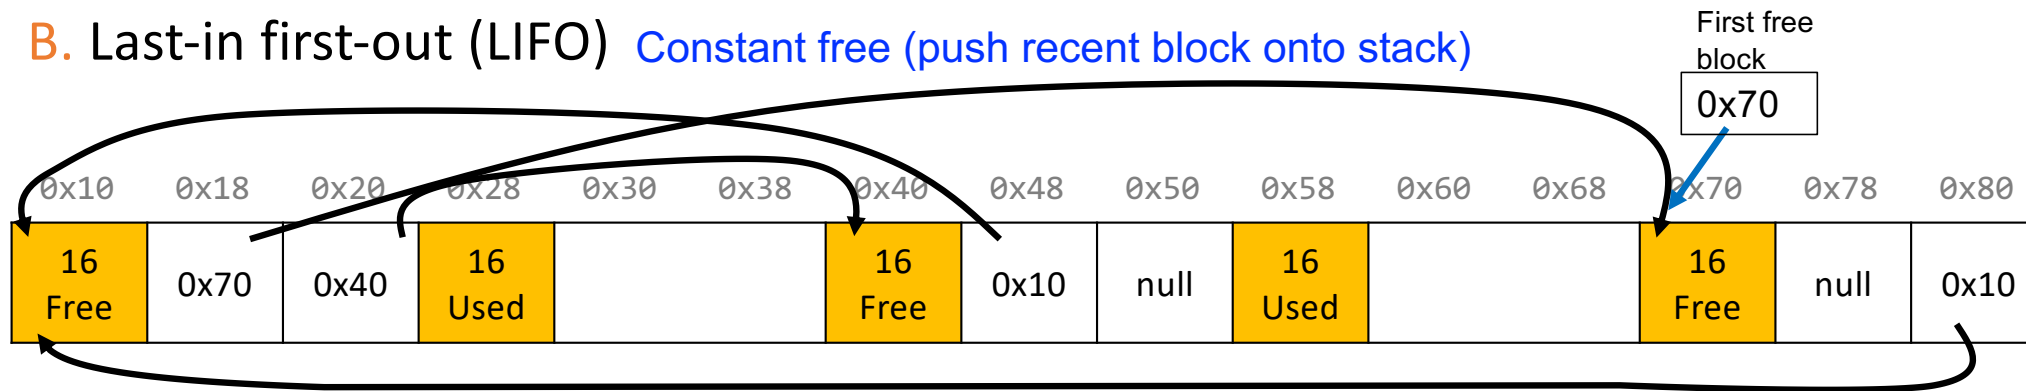 B. Last-in first-out (LIFO) Constant free (push recent block onto stack)
First free
block
0x70
0x10 0x18 0x20 0x28 0x30 0x38 0x40 0x48 0x50 0x58 0x60 0x68 0x70 0x78 0x80
16 Free
0x70
0x40
16 Used
16 Free
0x10
null
16 Used
16 Free
null
0x10